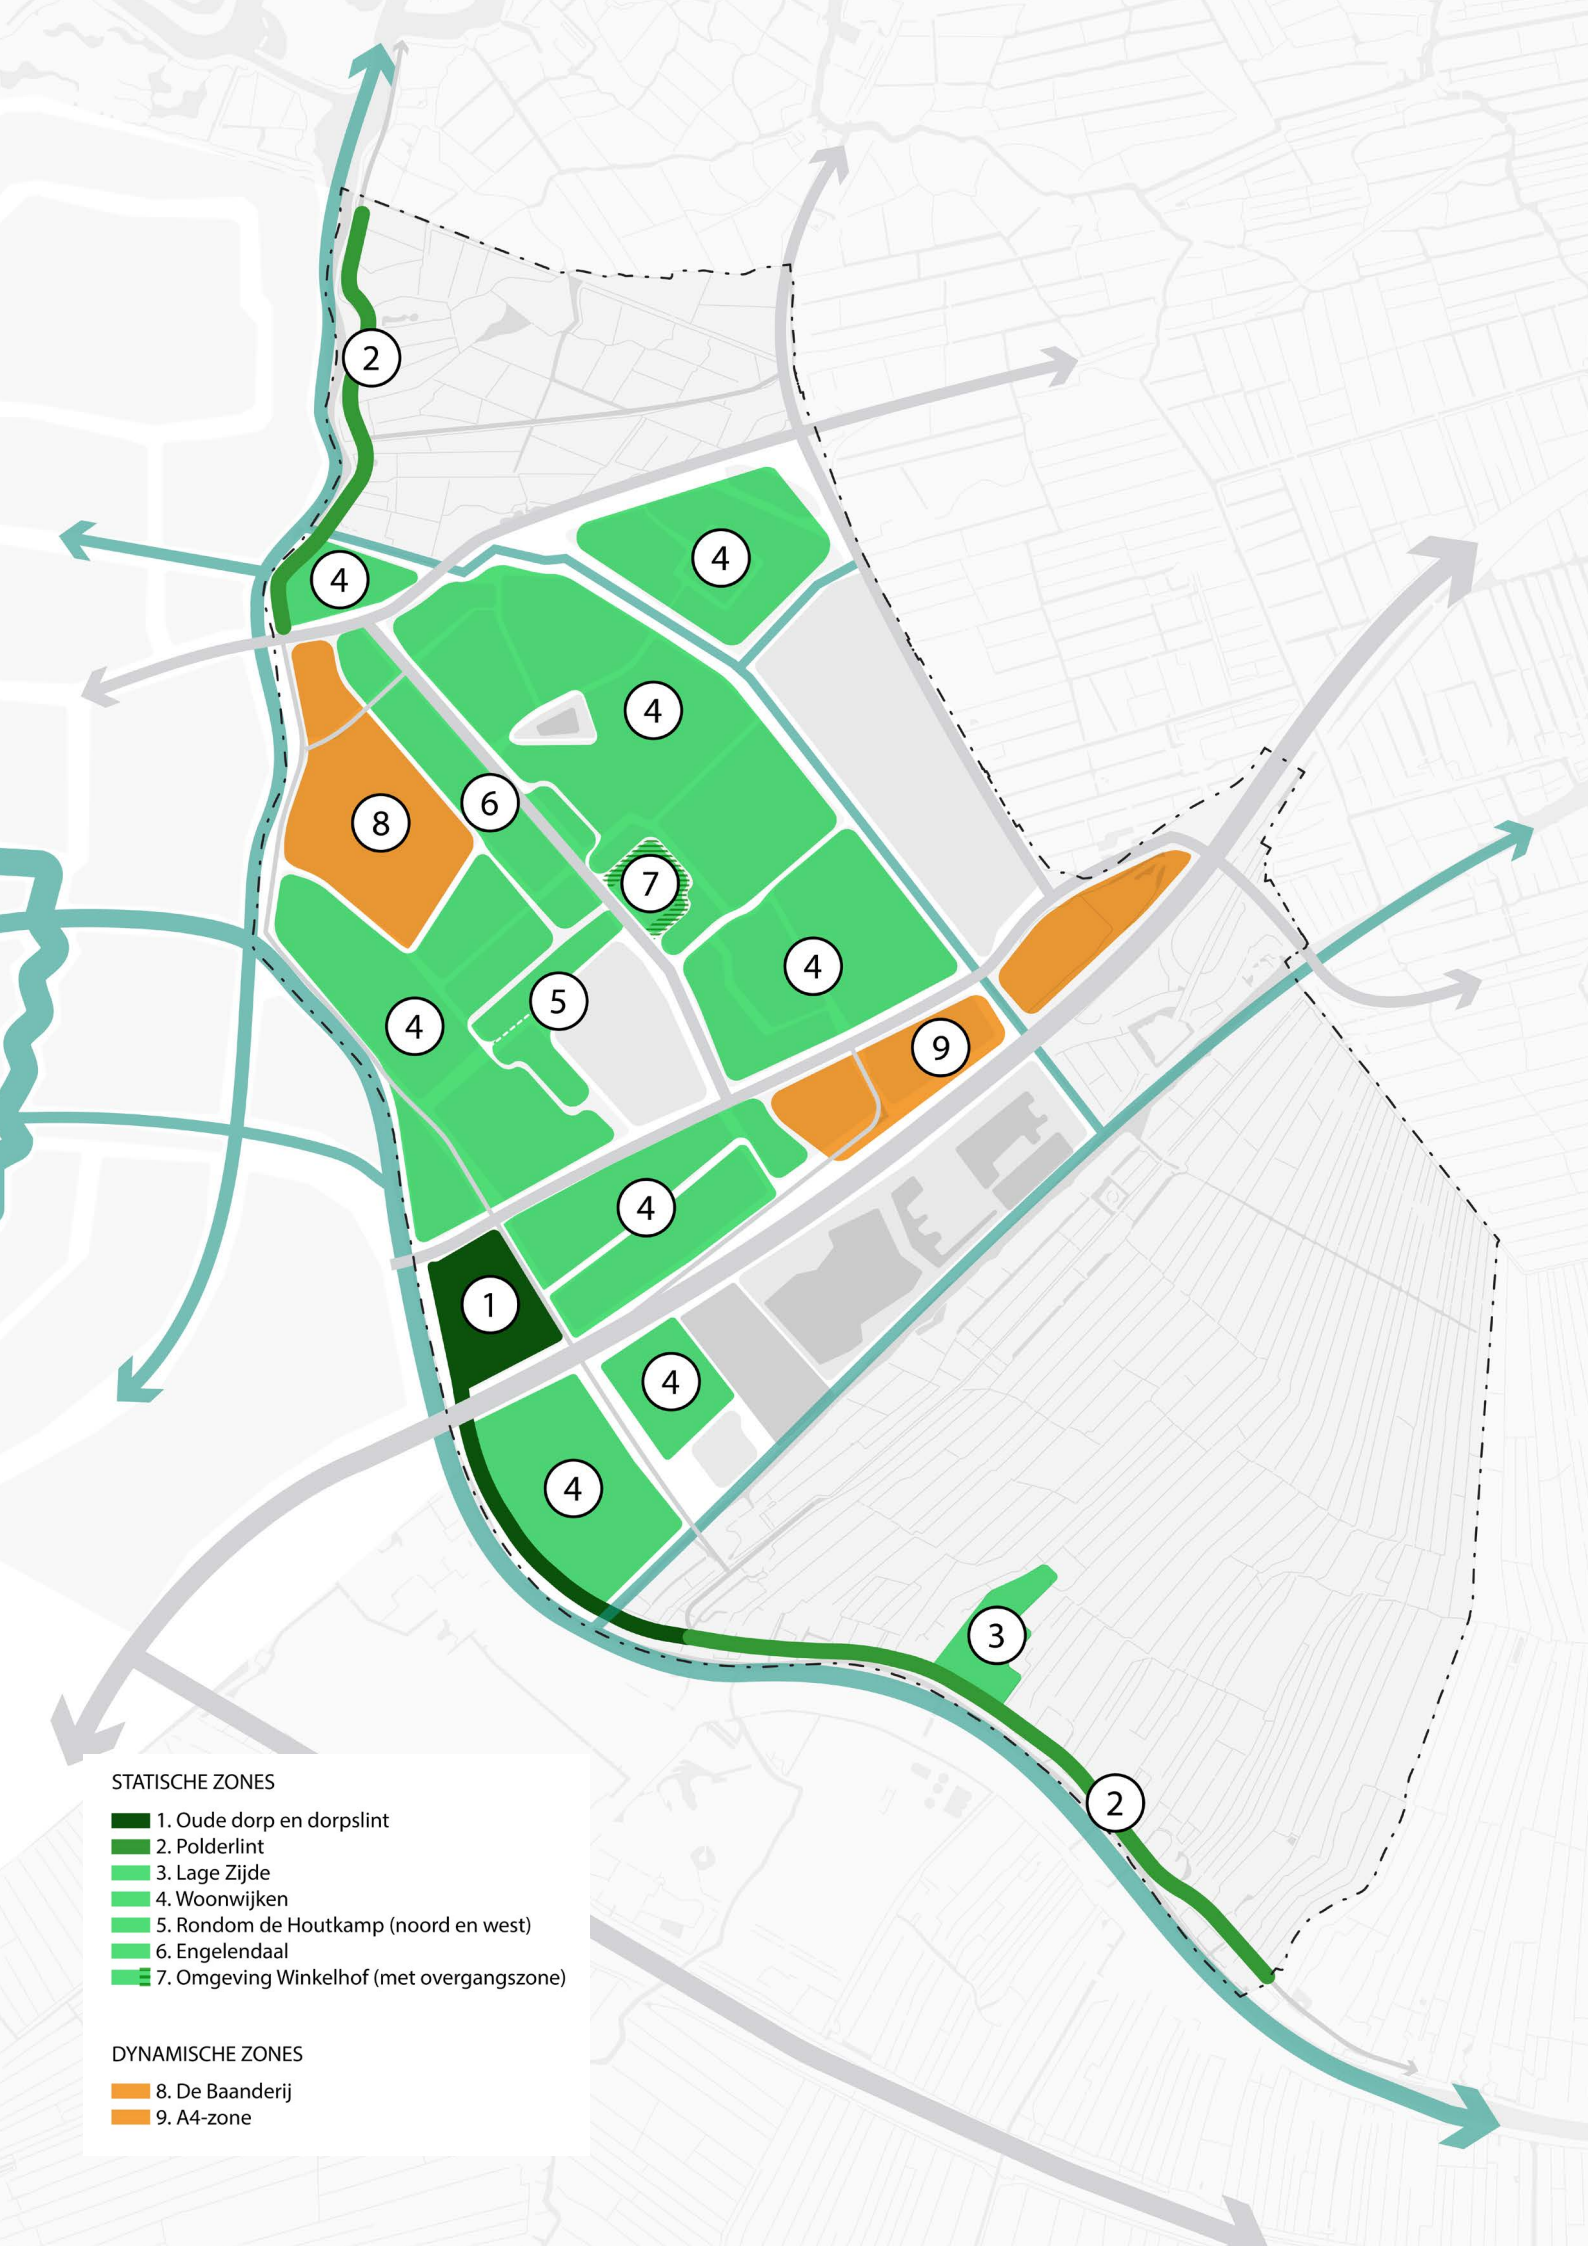 2
4
4
4
6
8
7
4
5
4
9
4
1
4
4
3
2
STATISCHE ZONES
1. Oude dorp en dorpslint
2. Polderlint
3. Lage Zijde
4. Woonwijken
5. Rondom de Houtkamp (noord en west)
6. Engelendaal
7. Omgeving Winkelhof (met overgangszone)
DYNAMISCHE ZONES
8. De Baanderij
9. A4-zone